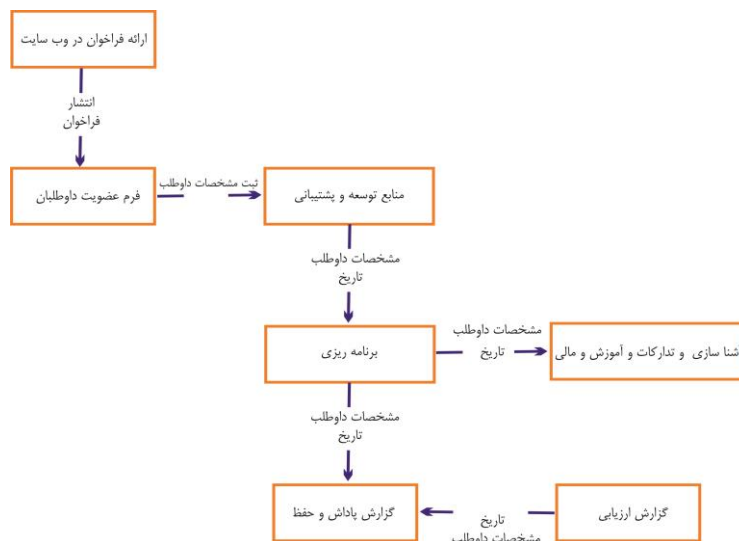 ارائه فراخوان در وب سایت
انتشار
فراخوان
فرم عضویت داوطلبان
ثبت مشخصات داوطلب
منابع توسعه و پشتیبانی
مشخصات داوطلب
تاریخ
برنامه ریزی
مشخصات داوطلب
تاریخ
شنا سازی و تدارکات و آموزش و مالی
مشخصات داوطلب
تاریخ
گزارش پاداش و حفظ
تاریخ
مشخصات داوطلب
گزارش ارزیابی